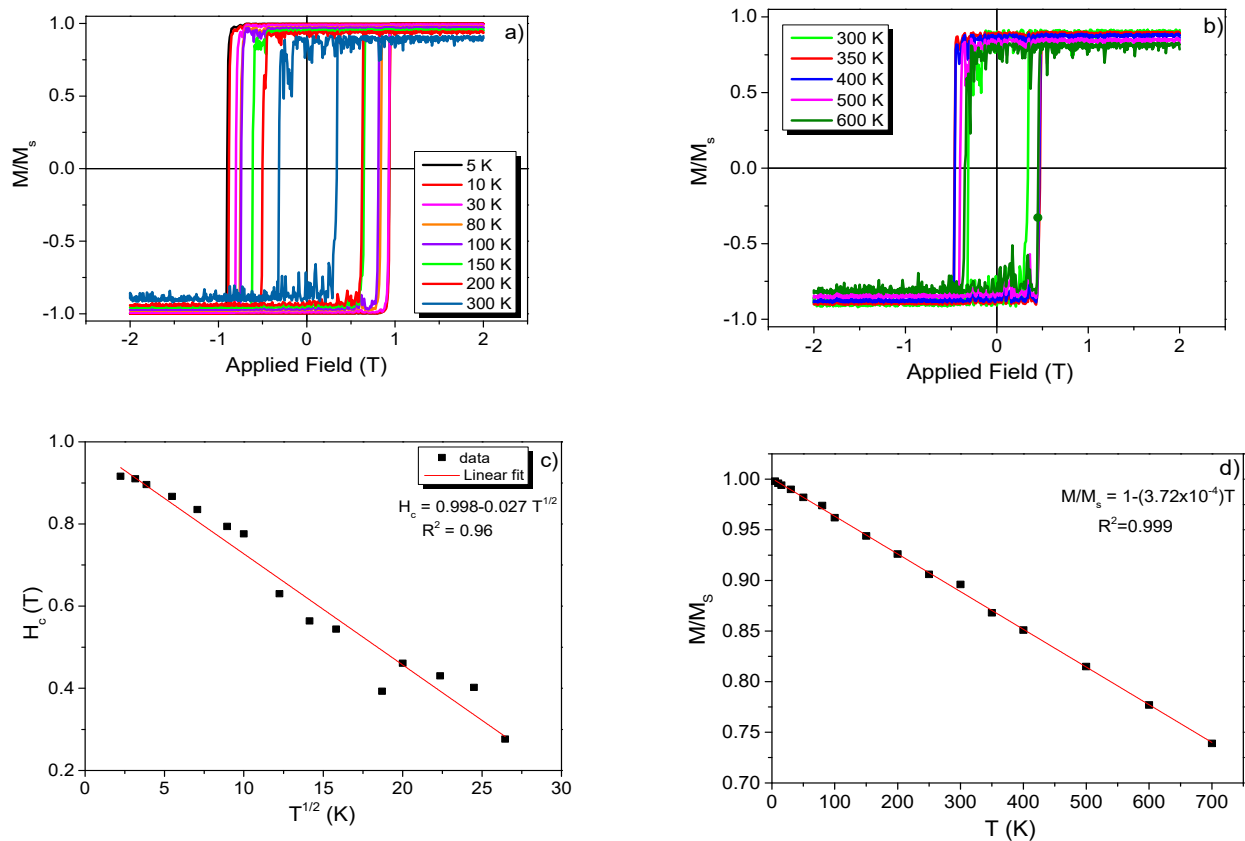 a)
1.0
0.5
0.0
-0.5
-1.0
M/Mₛ
5 K
10 K
30 K
80 K
100 K
150 K
200 K
300 K
-2 -1 0 1 2
Applied Field (T)
b)
1.0
0.5
0.0
-0.5
-1.0
M/Mₛ
300 K
350 K
400 K
500 K
600 K
-2 -1 0 1 2
Applied Field (T)
c)
1.0
0.8
0.6
0.4
0.2
H_c (T)
data
Linear fit
H_c = 0.998-0.027 T^{1/2}
R² = 0.96
0 5 10 15 20 25 30
T^{1/2} (K)
d)
1.00
0.95
0.90
0.85
0.80
0.75
0.70
M/M_S
M/Mₛ = 1-(3.72x10⁻⁴)T
R²=0.999
0 100 200 300 400 500 600 700
T (K)